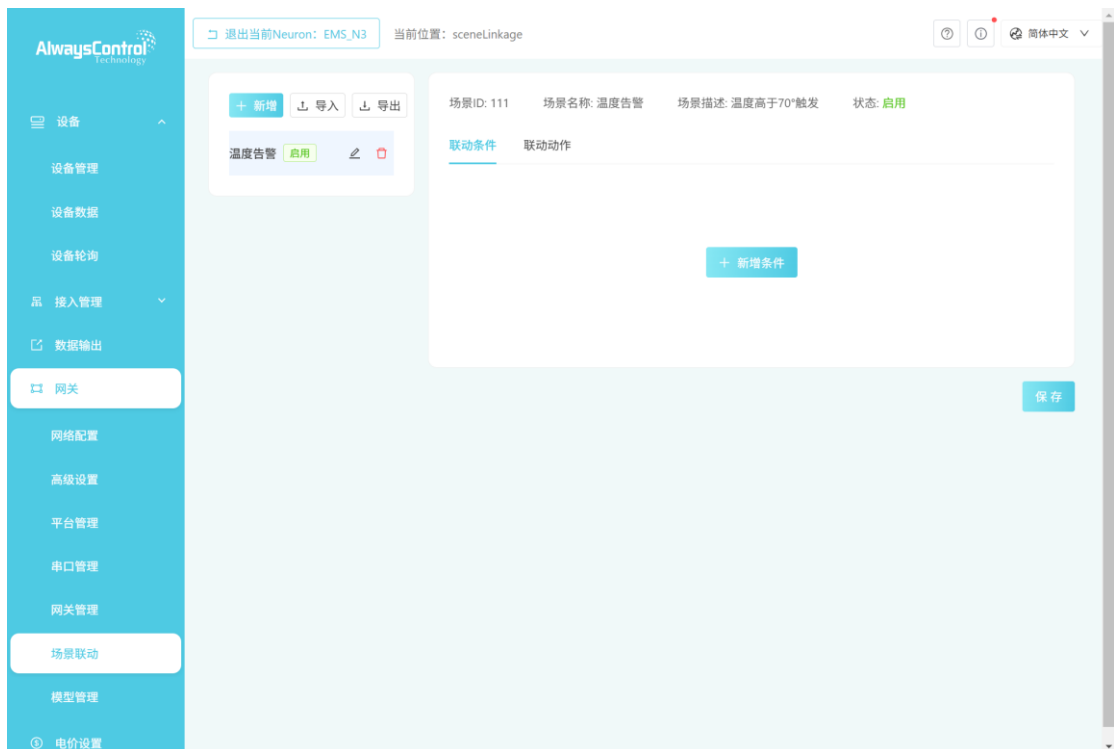 AlwaysControl
Technology
退出当前Neuron：EMS_N3 当前位置：sceneLinkage 简体中文
设备
设备管理
设备数据
设备轮询
接入管理
数据输出
网关
网络配置
高级设置
平台管理
串口管理
网关管理
场景联动
模型管理
电价设置
+ 新增 导入 导出
温度告警 启用
场景ID: 111 场景名称: 温度告警 场景描述: 温度高于70°触发 状态: 启用
联动条件 联动动作
+ 新增条件
保存